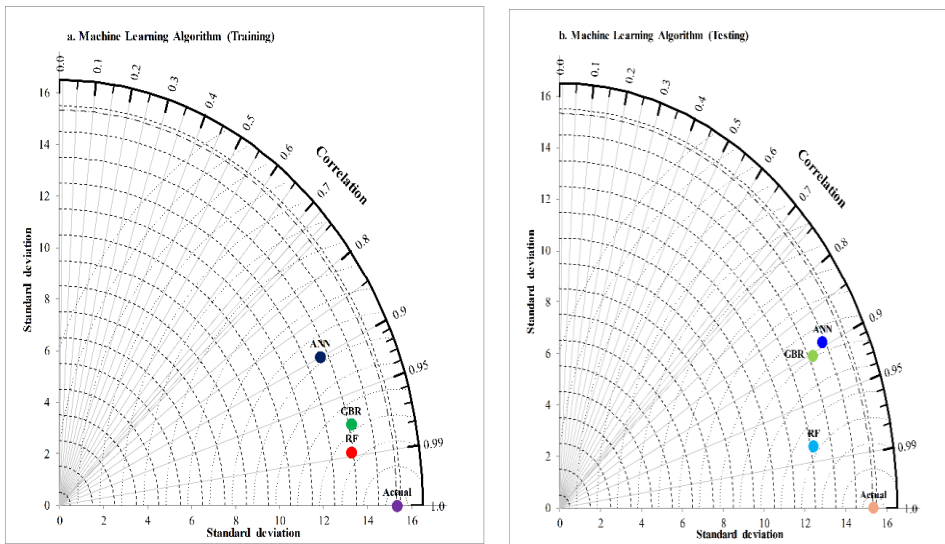 a. Machine Learning Algorithm (Training)
0.0
0.1
0.2
0.3
0.4
0.5
0.6
0.7
0.8
0.9
0.95
0.99
1.0
Correlation
Standard deviation
16
14
12
10
8
6
4
2
0
ANN
GBR
RF
Actual
0 2 4 6 8 10 12 14 16
Standard deviation
b. Machine Learning Algorithm (Testing)
0.0
0.1
0.2
0.3
0.4
0.5
0.6
0.7
0.8
0.9
0.95
0.99
1.0
Correlation
Standard deviation
16
14
12
10
8
6
4
2
0
ANN
GBR
RF
Actual
0 2 4 6 8 10 12 14 16
Standard deviation